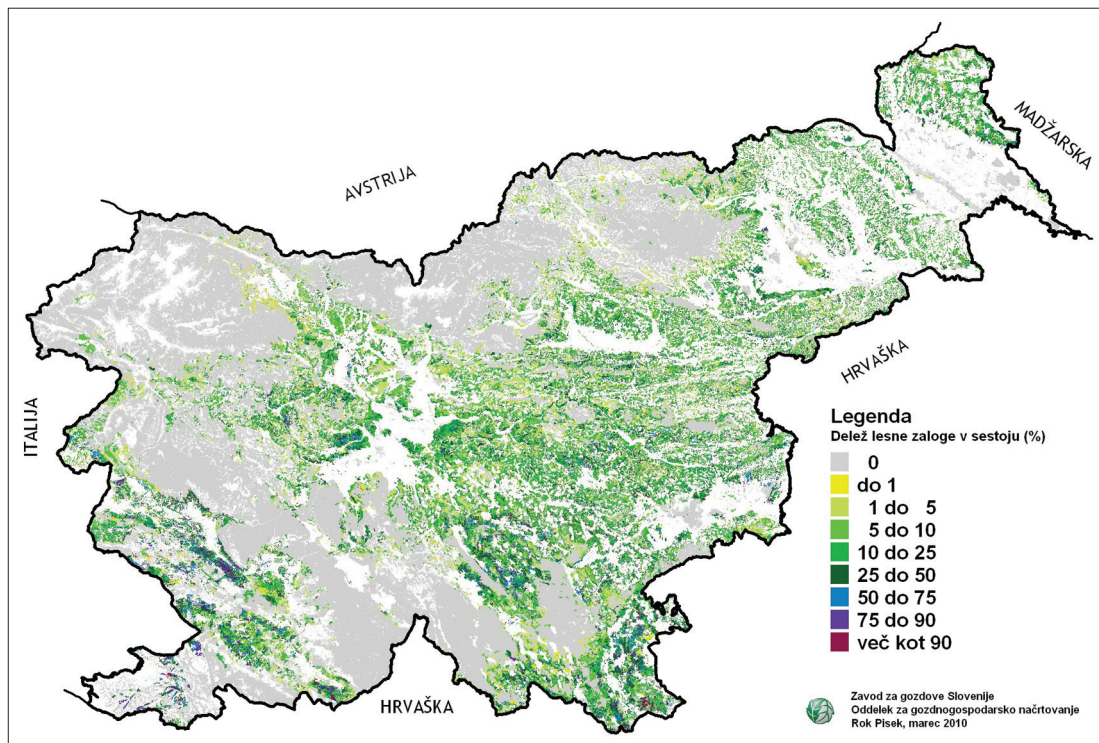 AVSTRIJA
MADŽARSKA
HRVAŠKA
ITALIJA
HRVAŠKA
Legenda
Delež lesne zaloge v sestoju (%)
0
do 1
1 do 5
5 do 10
10 do 25
25 do 50
50 do 75
75 do 90
več kot 90
Zavod za gozdove Slovenije
Oddelek za gozdnogospodarsko načrtovanje
Rok Pisek, marec 2010